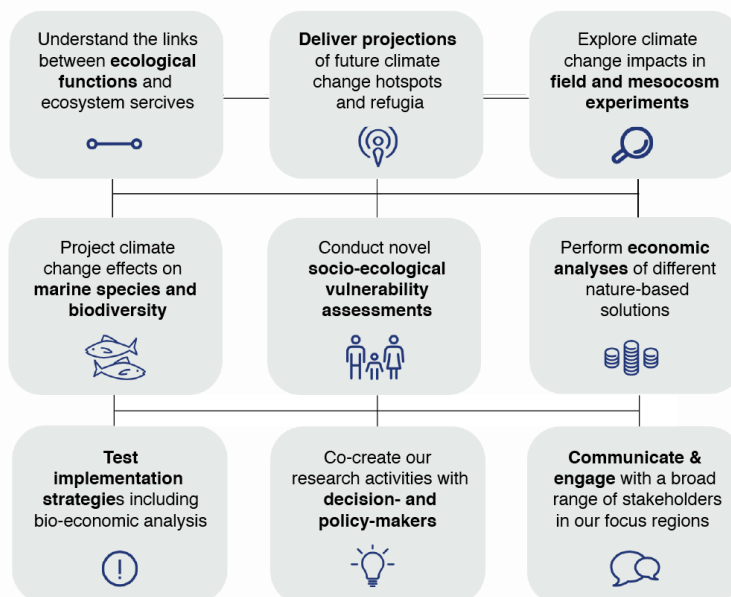 Understand the links
between ecological
functions and
ecosystem sercives
Deliver projections
of future climate
change hotspots
and refugia
Explore climate
change impacts in
field and mesocosm
experiments
Project climate
change effects on
marine species and
biodiversity
Conduct novel
socio-ecological
vulnerability
assessments
Perform economic
analyses of different
nature-based
solutions
Test
implementation
strategies including
bio-economic analysis
Co-create our
research activities with
decision- and
policy-makers
Communicate &
engage with a broad
range of stakeholders
in our focus regions